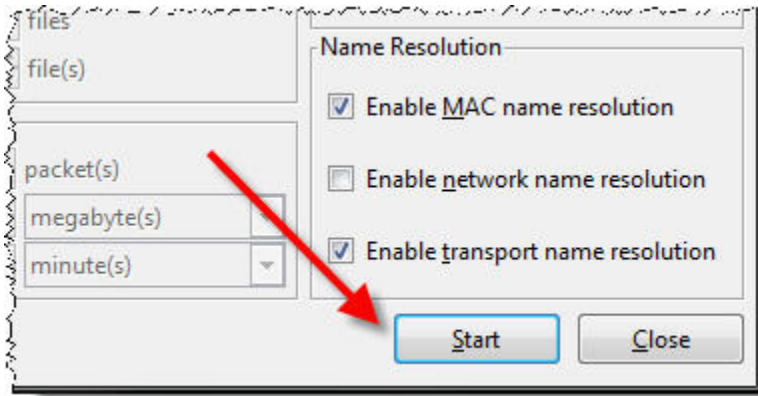 files
file(s)
packet(s)
megabyte(s)
minute(s)
Name Resolution
Enable MAC name resolution
Enable network name resolution
Enable transport name resolution
Start
Close